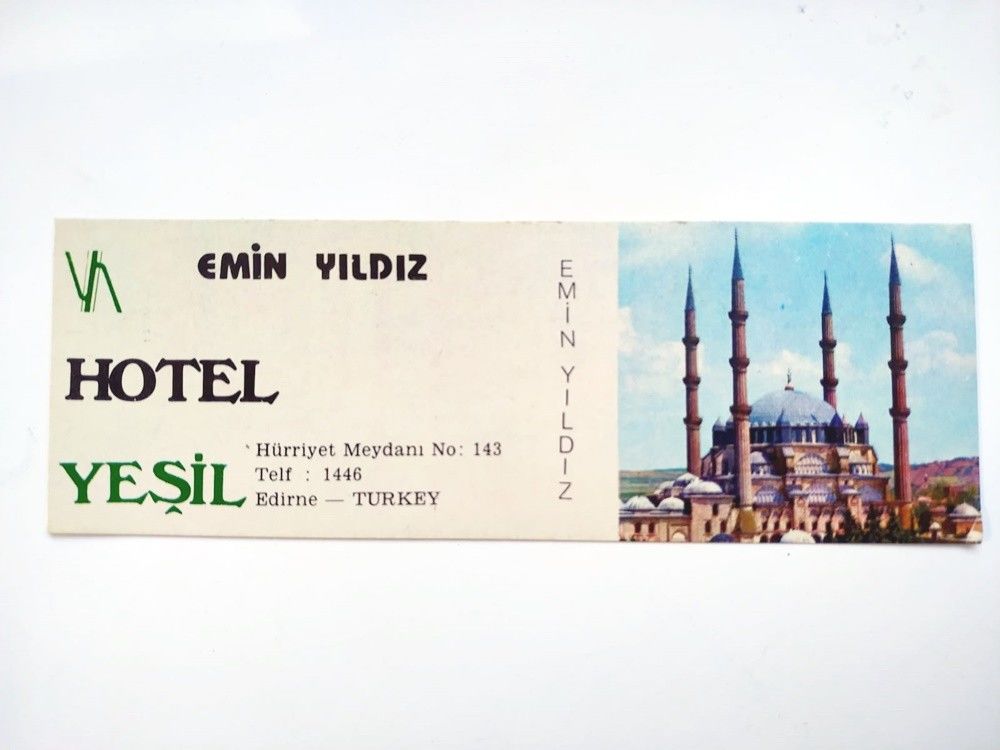 EMİN YILDIZ
HOTEL
YEŞİL
Hürriyet Meydanı No: 143
Telf : 1446
Edirne — TURKEY
EMİN YILDIZ